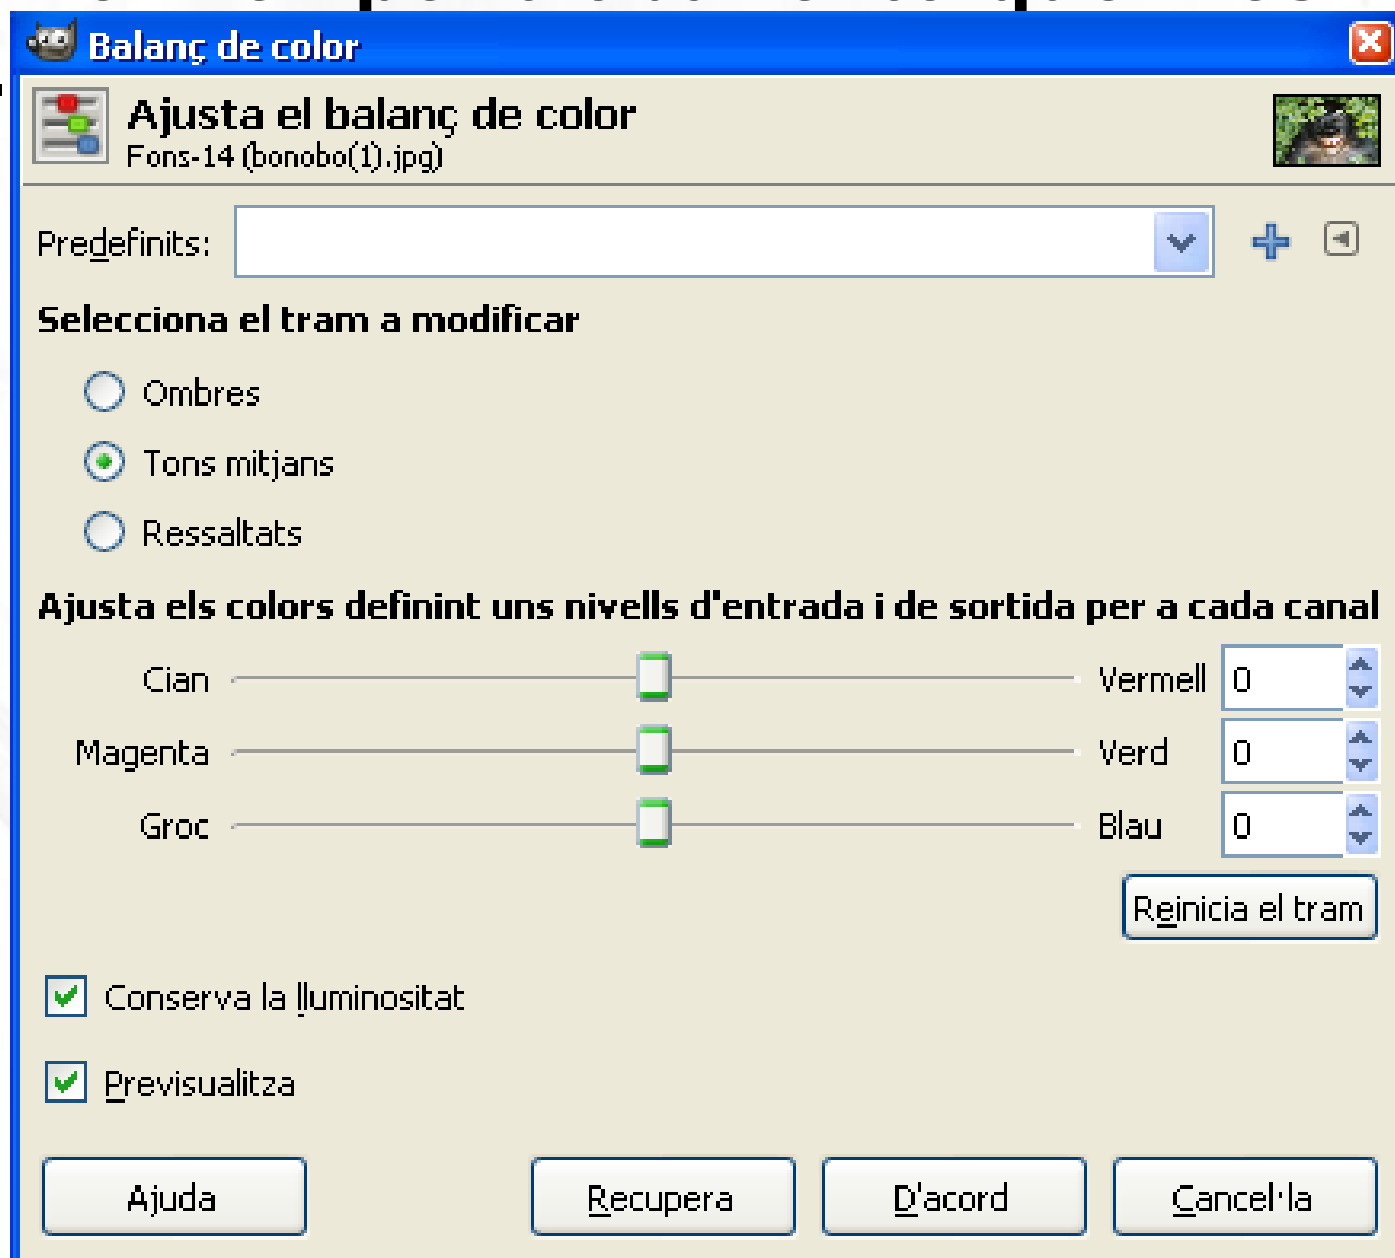 Balanç de color
Ajusta el balanç de color
Fons-14 (bonobo(1).jpg)
Predefinits:
Selecciona el tram a modificar
Ombres
Tons mitjans
Ressaltats
Ajusta els colors definint uns nivells d'entrada i de sortida per a cada canal
Cian Vermell 0
Magenta Verd 0
Groc Blau 0
Reinicia el tram
Conserva la lluminositat
Previsualitza
Ajuda Recupera D'acord Cancel·la